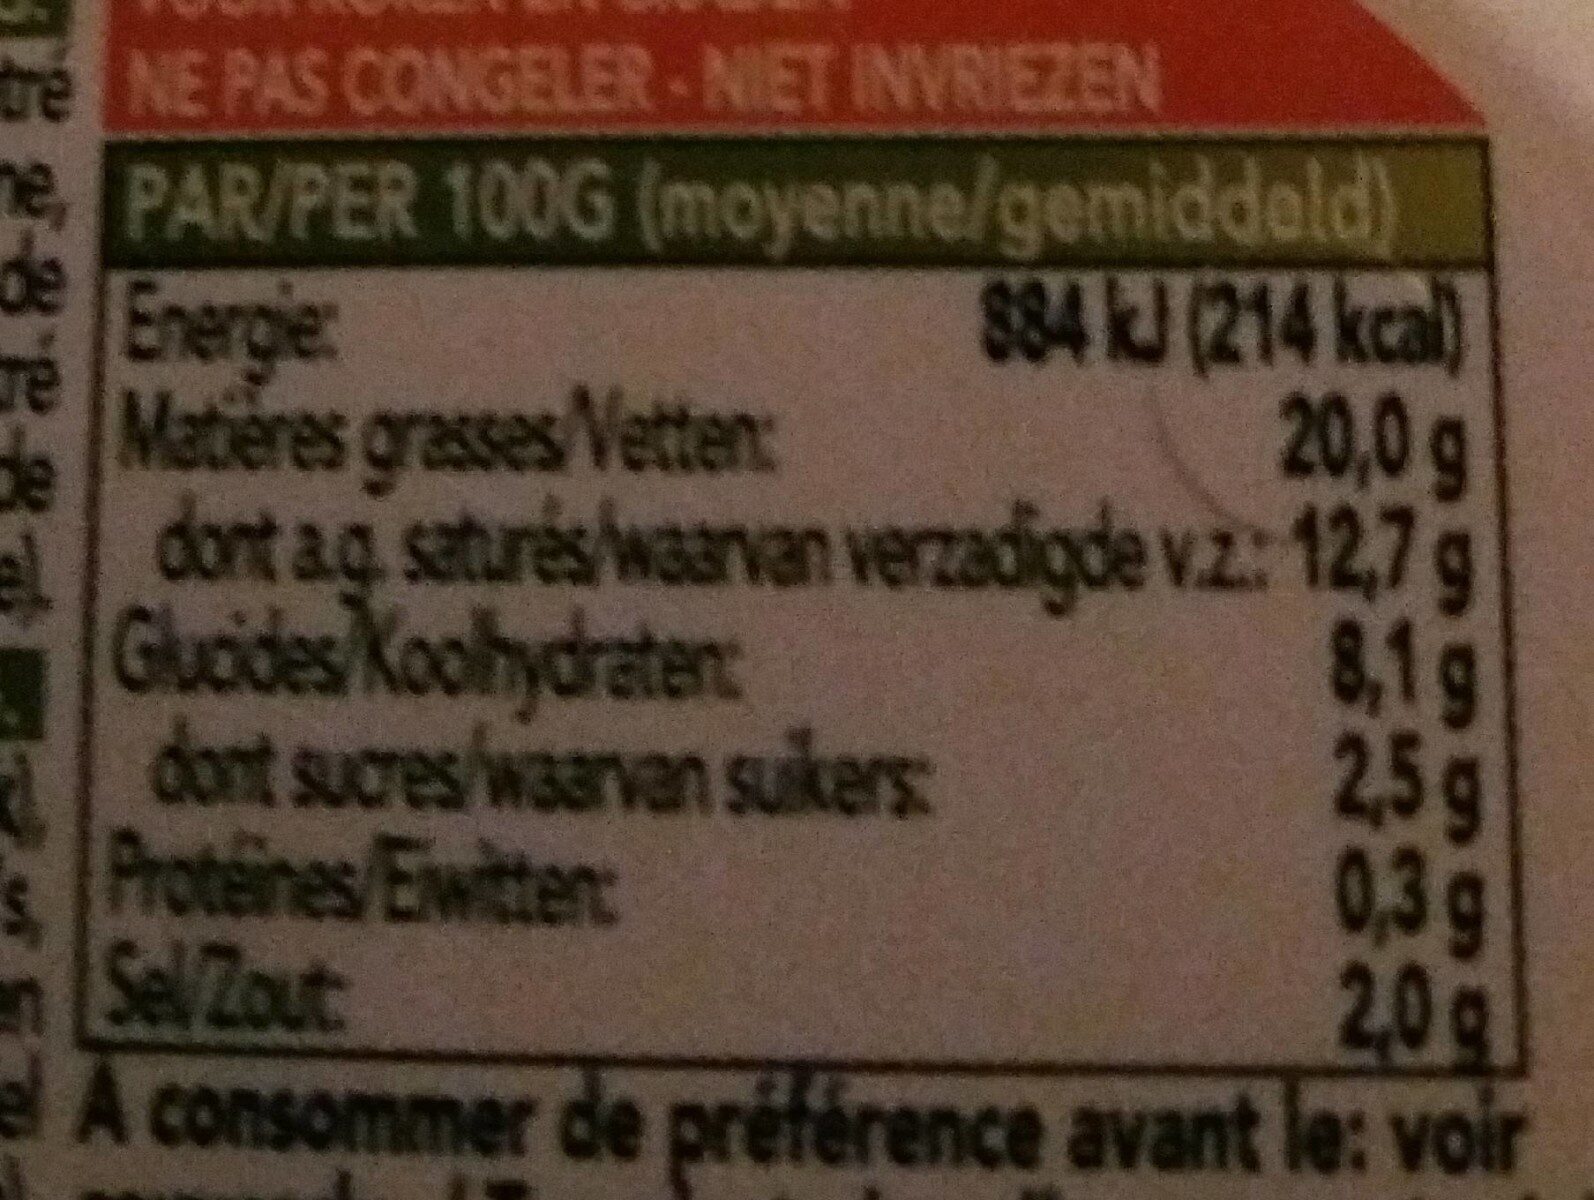 NE PAS CONGELER - NIET INVRIEZEN
PAR/PER 100G (moyenne/gemiddeld)
Energie: 884 kJ (214 kcal)
Matières grasses/Vetten: 20,0 g
dont a.g. saturés/waarvan verzadigde v.z.: 12,7 g
Glucides/Koolhydraten: 8,1 g
dont sucres/waarvan suikers: 2,5 g
Protéines/Eiwitten: 0,3 g
Sel/Zout: 2,0 g
A consommer de préférence avant le: voir